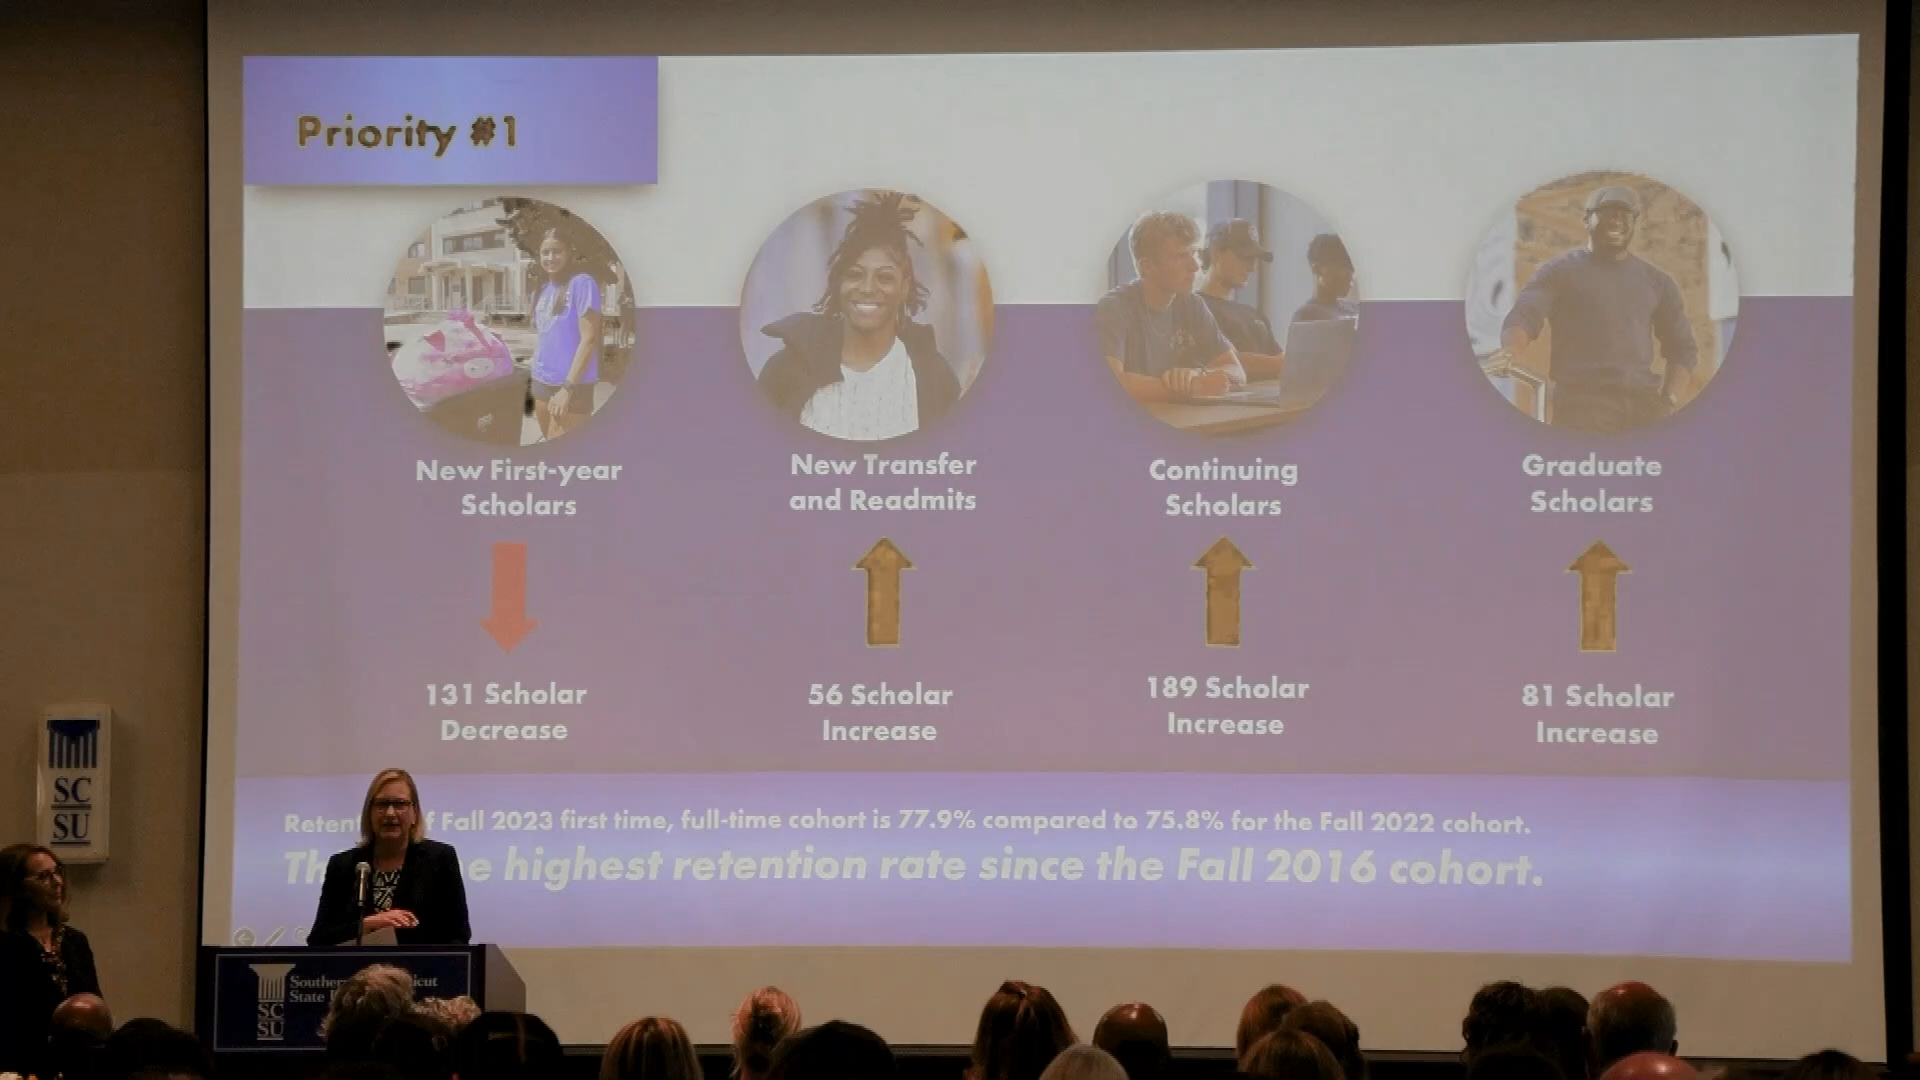 Priority #1
New First-year
Scholars
New Transfer
and Readmits
Continuing
Scholars
Graduate
Scholars
131 Scholar
Decrease
56 Scholar
Increase
189 Scholar
Increase
81 Scholar
Increase
Fall 2023 first time, full-time cohort is 77.9% compared to 75.8% for the Fall 2022 cohort.
highest retention rate since the Fall 2016 cohort.
SC
SU
State
SC
SU